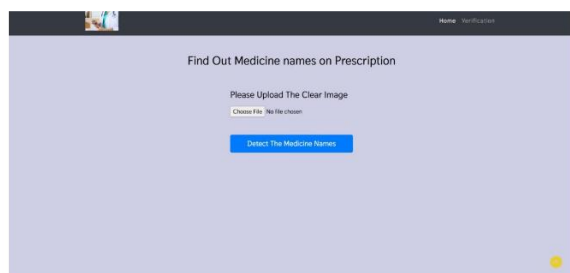 Home Verification
Find Out Medicine names on Prescription
Please Upload The Clear Image
Choose File No file chosen
Detect The Medicine Names